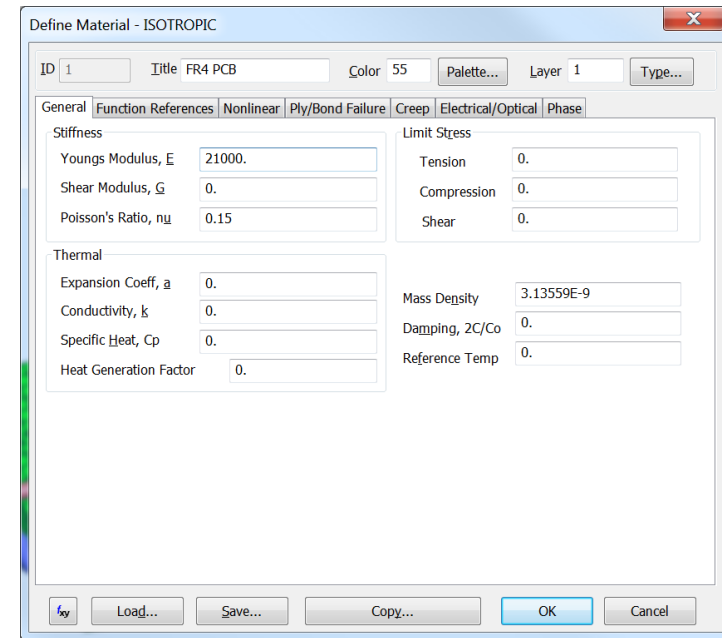 Define Material - ISOTROPIC
ID 1 Title FR4 PCB Color 55 Palette... Layer 1 Type...
General Function References Nonlinear Ply/Bond Failure Creep Electrical/Optical Phase
Stiffness
Youngs Modulus, E 21000.
Shear Modulus, G 0.
Poisson's Ratio, nu 0.15
Limit Stress
Tension 0.
Compression 0.
Shear 0.
Thermal
Expansion Coeff, a 0.
Conductivity, k 0.
Specific Heat, Cp 0.
Heat Generation Factor 0.
Mass Density 3.13559E-9
Damping, 2C/Co 0.
Reference Temp 0.
fxy Load... Save... Copy... OK Cancel